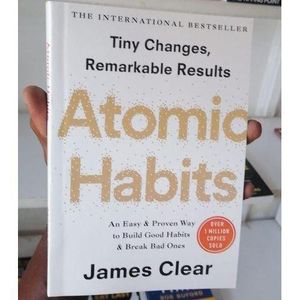 THE INTERNATIONAL BESTSELLER
Tiny Changes,
Remarkable Results
Atomic
Habits
An Easy & Proven Way
to Build Good Habits
& Break Bad Ones
OVER
1 MILLION
COPIES
SOLD
James Clear